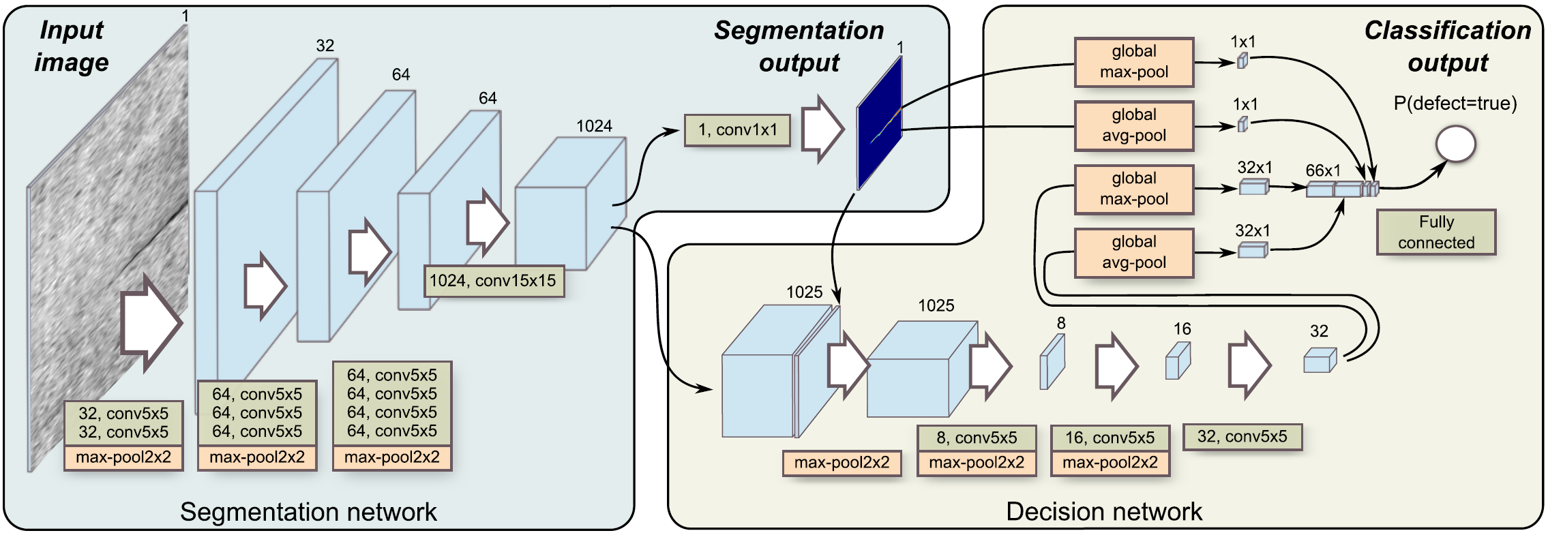 Input
image
1
32
64
64
1024
32, conv5x5
32, conv5x5
max-pool2x2
64, conv5x5
64, conv5x5
64, conv5x5
max-pool2x2
64, conv5x5
64, conv5x5
64, conv5x5
64, conv5x5
max-pool2x2
1024, conv15x15
1, conv1x1
Segmentation
output
1
Segmentation network
1025
1025
8
16
32
max-pool2x2
8, conv5x5
max-pool2x2
16, conv5x5
max-pool2x2
32, conv5x5
global
max-pool
1x1
global
avg-pool
1x1
global
max-pool
32x1
global
avg-pool
32x1
66x1
Classification
output
P(defect=true)
Fully
connected
Decision network